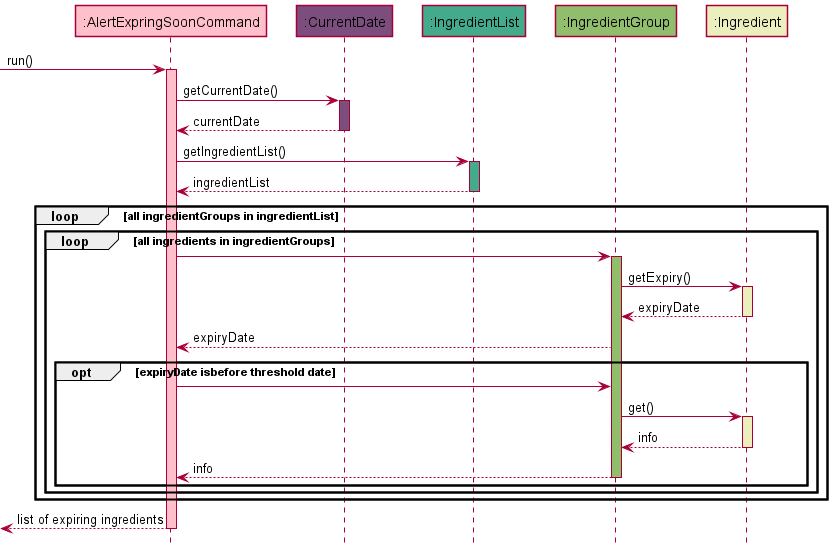 :AlertExpringSoonCommand :CurrentDate :IngredientList :IngredientGroup :Ingredient
run()
getCurrentDate()
currentDate
getIngredientList()
ingredientList
loop [all ingredientGroups in ingredientList]
loop [all ingredients in ingredientGroups]
getExpiry()
expiryDate
expiryDate
opt [expiryDate isbefore threshold date]
get()
info
info
list of expiring ingredients